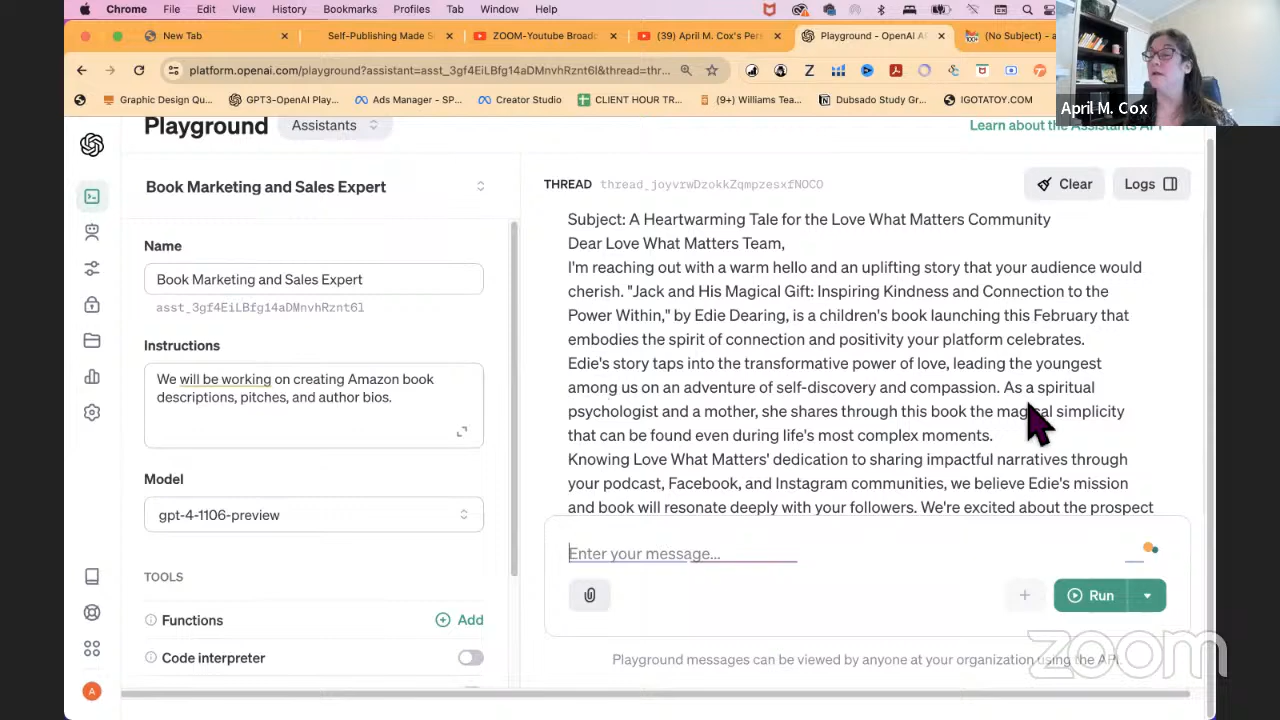 Chrome File Edit View History Bookmarks Profiles Tab Window Help
New Tab
Self-Publishing Made S
ZOOM-Youtube Broad
(39) April M. Cox's Pers
Playground - OpenAI A
(No Subject) - a
platform.openai.com/playground?assistant=asst_3gf4EiLBfg14aDMnvhRznt6l&thread=thr...
Graphic Design Qu...
GPT3-OpenAI Play...
Ads Manager - SP...
Creator Studio
CLIENT HOUR TR...
(9+) Williams Tea...
Dubsado Study Gr...
IGOTATOY.COM
April M. Cox
Playground
Assistants
Learn about the Assistants API
Book Marketing and Sales Expert
Name
Book Marketing and Sales Expert
asst_3gf4EiLBfg14aDMnvhRznt6l
Instructions
We will be working on creating Amazon book
descriptions, pitches, and author bios.
Model
gpt-4-1106-preview
TOOLS
Functions
Add
Code interpreter
A
THREAD thread_joyvrwDzokkZqmpzesxfNOCO
Clear
Logs
Subject: A Heartwarming Tale for the Love What Matters Community
Dear Love What Matters Team,
I'm reaching out with a warm hello and an uplifting story that your audience would
cherish. "Jack and His Magical Gift: Inspiring Kindness and Connection to the
Power Within," by Edie Dearing, is a children's book launching this February that
embodies the spirit of connection and positivity your platform celebrates.
Edie's story taps into the transformative power of love, leading the youngest
among us on an adventure of self-discovery and compassion. As a spiritual
psychologist and a mother, she shares through this book the magical simplicity
that can be found even during life's most complex moments.
Knowing Love What Matters' dedication to sharing impactful narratives through
your podcast, Facebook, and Instagram communities, we believe Edie's mission
and book will resonate deeply with your followers. We're excited about the prospect
Enter your message...
Run
Playground messages can be viewed by anyone at your organization using the API.
zoom